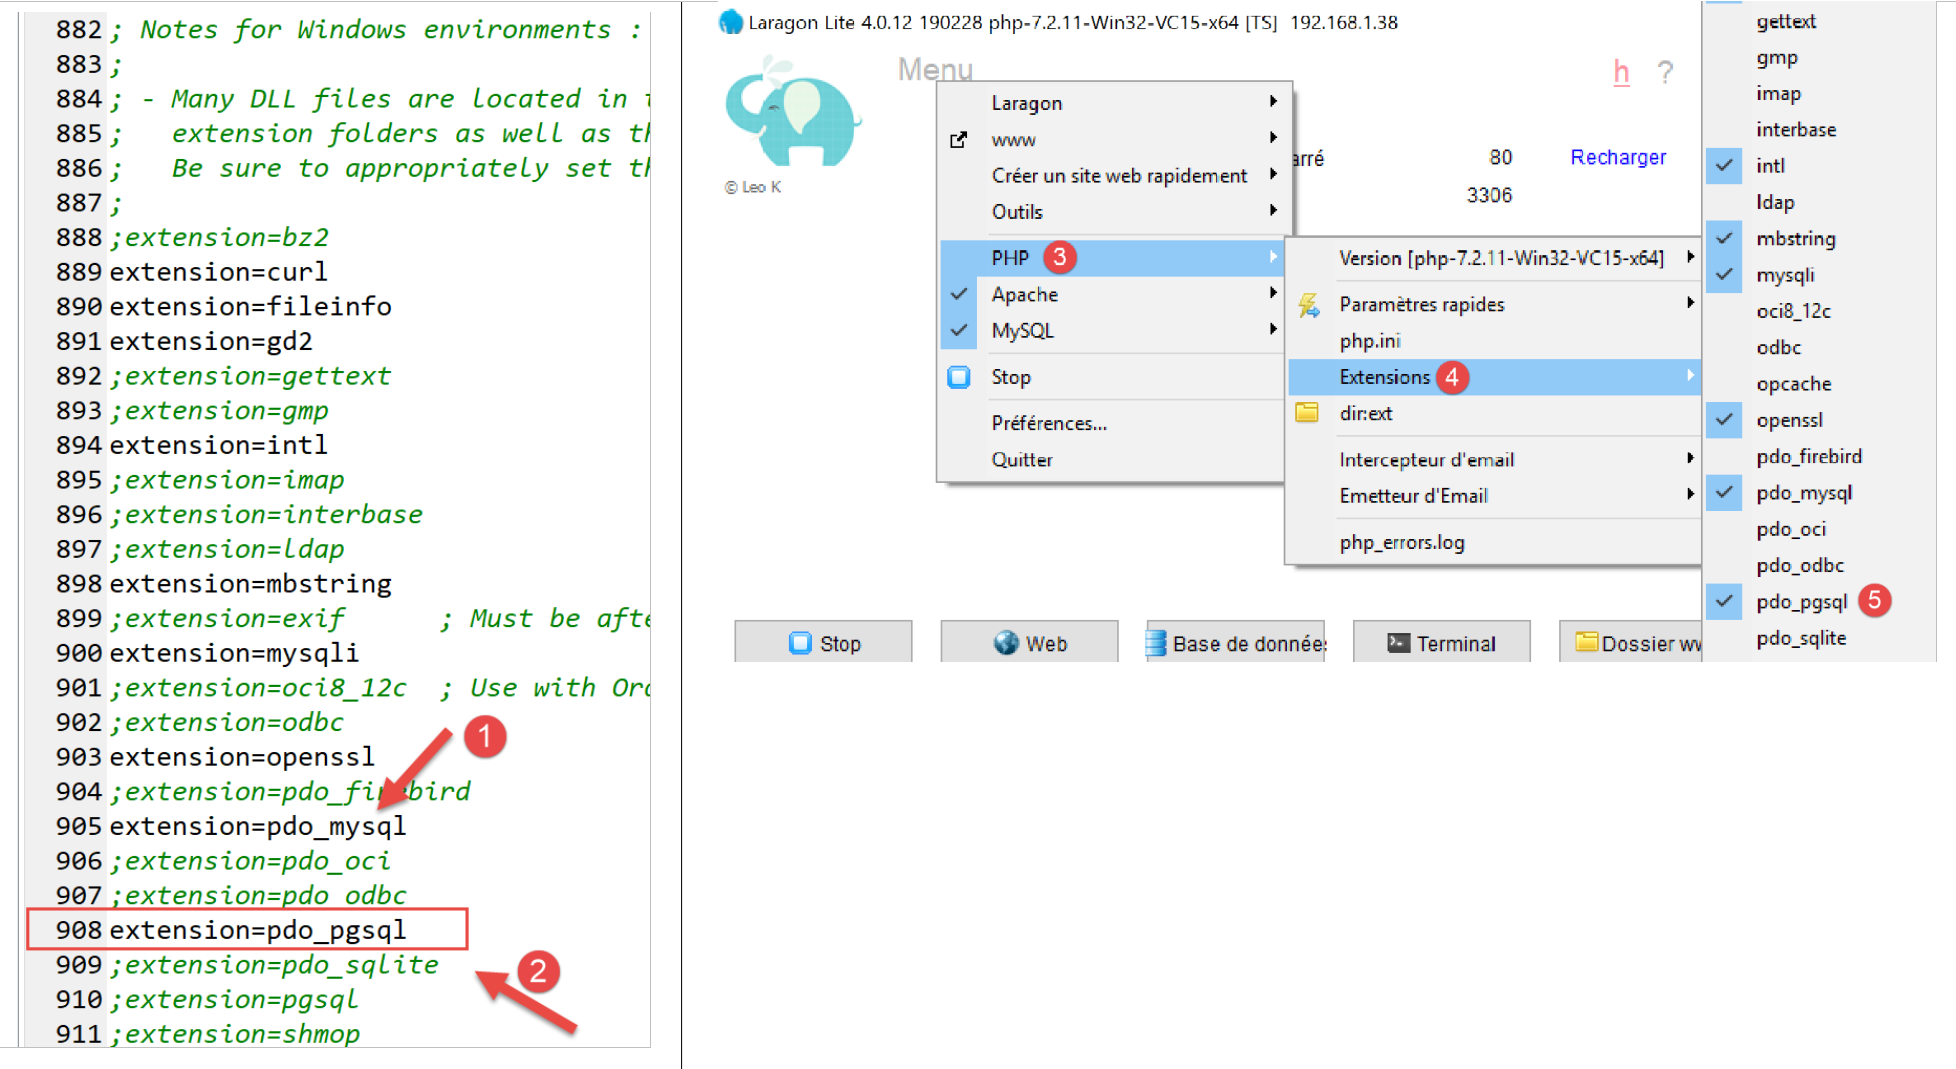 882 ; Notes for Windows environments :
883 ;
884 ; - Many DLL files are located in
885 ;   extension folders as well as
886 ;   Be sure to appropriately set
887 ;
888 ;extension=bz2
889 extension=curl
890 extension=fileinfo
891 extension=gd2
892 ;extension=gettext
893 ;extension=gmp
894 extension=intl
895 ;extension=imap
896 ;extension=interbase
897 ;extension=ldap
898 extension=mbstring
899 ;extension=exif      ; Must be
900 extension=mysqli
901 ;extension=oci8_12c  ; Use with
902 ;extension=odbc
1
903 extension=openssl
904 ;extension=pdo_firebird
905 extension=pdo_mysql
906 ;extension=pdo_oci
907 ;extension=pdo_odbc
908 extension=pdo_pgsql
909 ;extension=pdo_sqlite
2
910 ;extension=pgsql
911 ;extension=shmop
Laragon Lite 4.0.12 190228 php-7.2.11-Win32-VC15-x64 [TS] 192.168.1.38
Menu
h ?
© Leo K
arré 80 Recharger
3306
Laragon
www
Créer un site web rapidement
Outils
PHP 3
Apache
MySQL
Stop
Préférences...
Quitter
Version [php-7.2.11-Win32-VC15-x64]
Paramètres rapides
php.ini
Extensions 4
dir:ext
Intercepteur d'email
Emetteur d'Email
php_errors.log
gettext
gmp
imap
interbase
intl
ldap
mbstring
mysqli
oci8_12c
odbc
opcache
openssl
pdo_firebird
pdo_mysql
pdo_oci
pdo_odbc
pdo_pgsql 5
pdo_sqlite
Stop
Web
Base de donnée
Terminal
Dossier